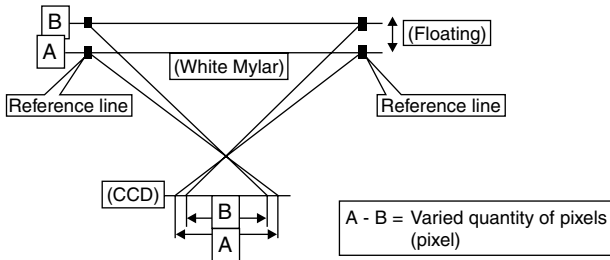 B
(Floating)
A
(White Mylar)
Reference line
Reference line
(CCD)
B
A
A - B = Varied quantity of pixels
(pixel)